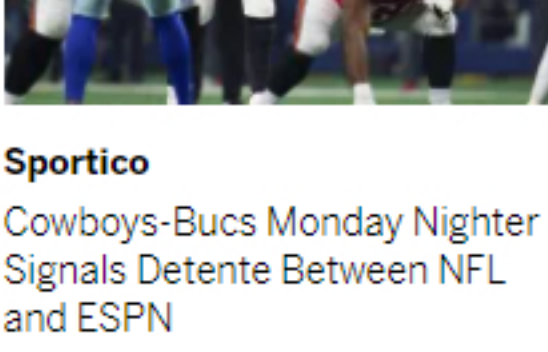 Sportico
Cowboys-Bucs Monday Nighter
Signals Detente Between NFL
and ESPN